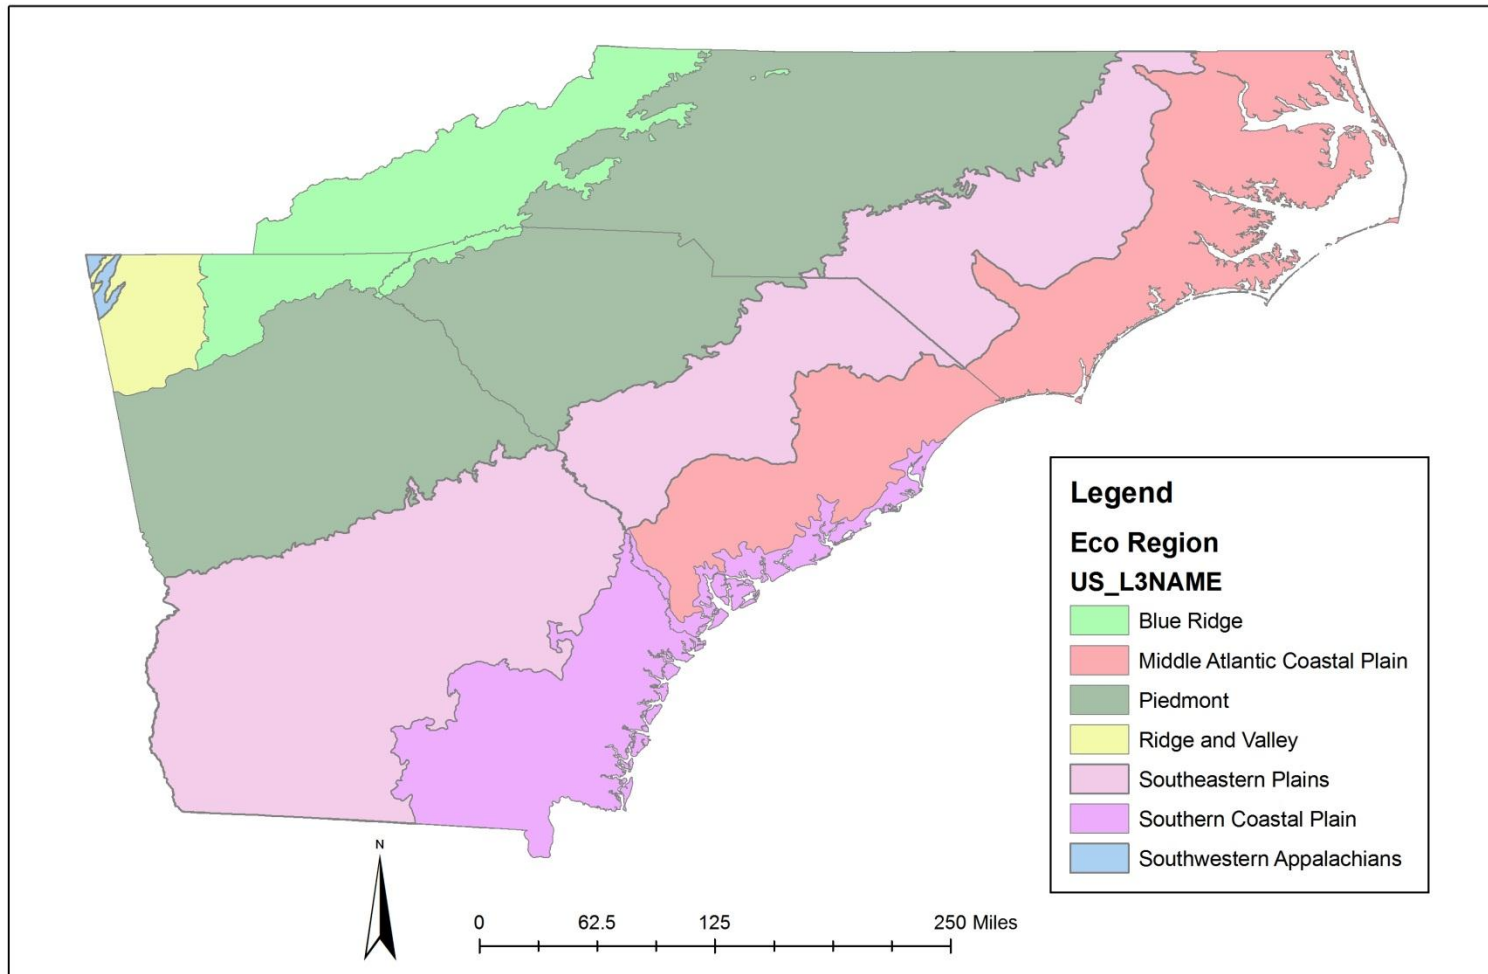 Legend
Eco Region
US_L3NAME
Blue Ridge
Middle Atlantic Coastal Plain
Piedmont
Ridge and Valley
Southeastern Plains
Southern Coastal Plain
Southwestern Appalachians
N
0 62.5 125 250 Miles